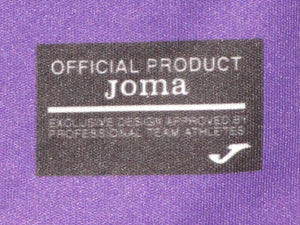 OFFICIAL PRODUCT
Joma
EXCLUSIVE DESIGN APPROVED BY
PROFESSIONAL TEAM ATHLETES